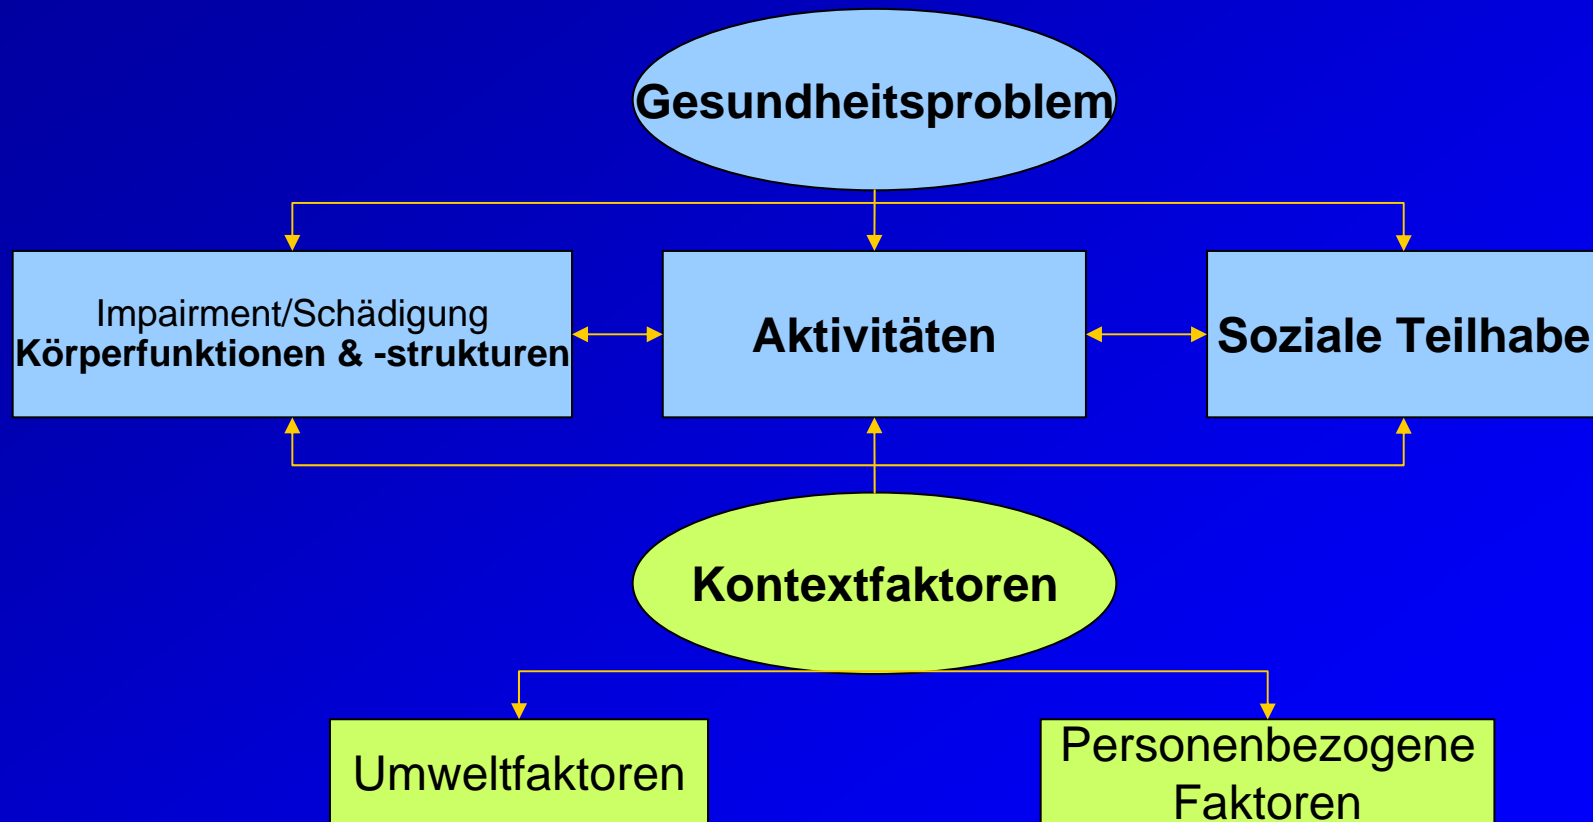 Gesundheitsproblem
Impairment/Schädigung
Körperfunktionen & -strukturen
Aktivitäten
Soziale Teilhabe
Kontextfaktoren
Umweltfaktoren
Personenbezogene
Faktoren